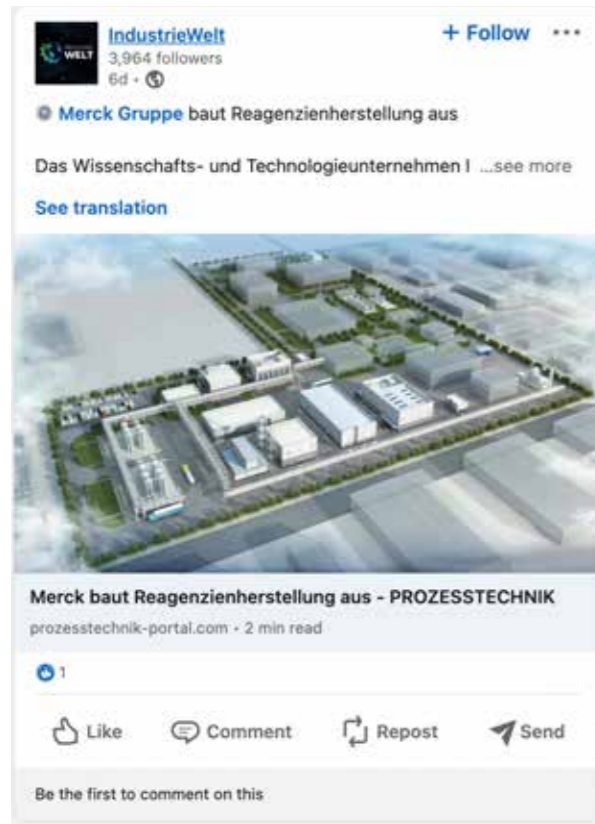 WELT
IndustrieWelt
+ Follow
3,964 followers
6d •
Merck Gruppe baut Reagenzienherstellung aus
Das Wissenschafts- und Technologieunternehmen I ...see more
See translation
Merck baut Reagenzienherstellung aus - PROZESSTECHNIK
prozesstechnik-portal.com • 2 min read
1
Like Comment Repost Send
Be the first to comment on this